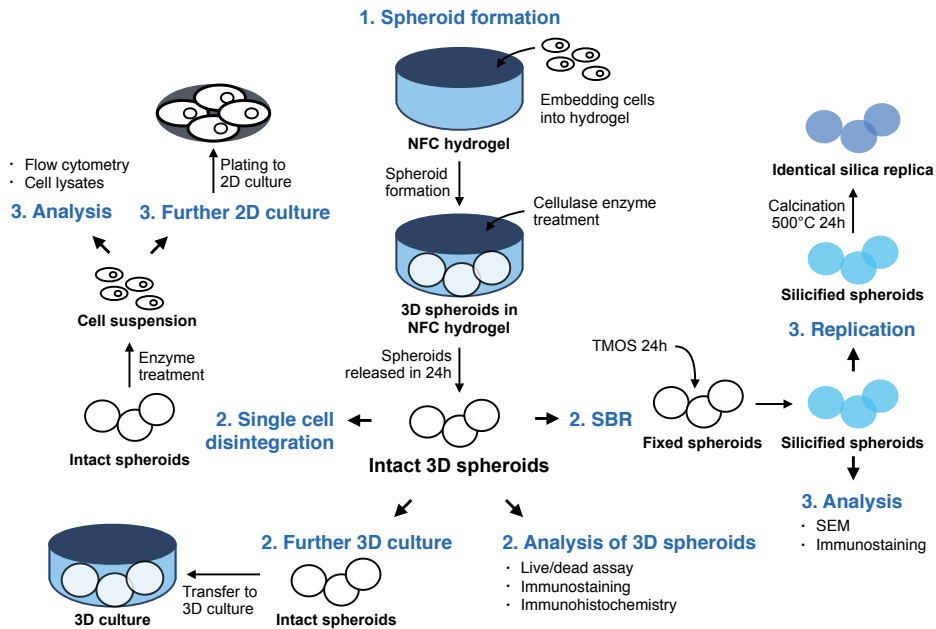 1. Spheroid formation
Embedding cells
into hydrogel
NFC hydrogel
Spheroid
formation
Cellulase enzyme
treatment
3D spheroids in
NFC hydrogel
Spheroids
released in 24h
Intact 3D spheroids
2. Single cell
disintegration
Intact spheroids
Enzyme
treatment
Cell suspension
3. Analysis
· Flow cytometry
· Cell lysates
3. Further 2D culture
Plating to
2D culture
2. SBR
TMOS 24h
Fixed spheroids
Silicified spheroids
3. Replication
Silicified spheroids
Calcination
500°C 24h
Identical silica replica
3. Analysis
· SEM
· Immunostaining
2. Further 3D culture
Intact spheroids
Transfer to
3D culture
3D culture
2. Analysis of 3D spheroids
· Live/dead assay
· Immunostaining
· Immunohistochemistry